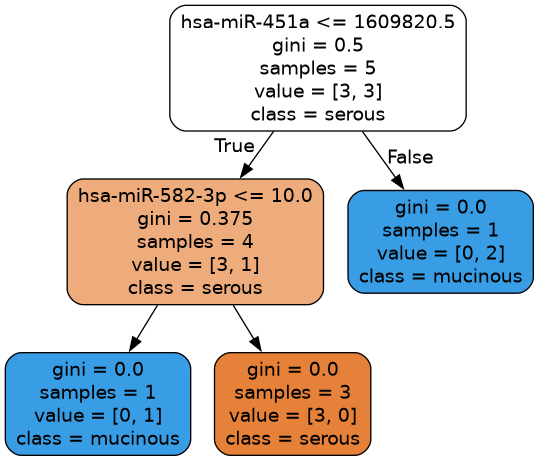 hsa-miR-451a <= 1609820.5
gini = 0.5
samples = 5
value = [3, 3]
class = serous
True
False
hsa-miR-582-3p <= 10.0
gini = 0.375
samples = 4
value = [3, 1]
class = serous
gini = 0.0
samples = 1
value = [0, 2]
class = mucinous
gini = 0.0
samples = 1
value = [0, 1]
class = mucinous
gini = 0.0
samples = 3
value = [3, 0]
class = serous